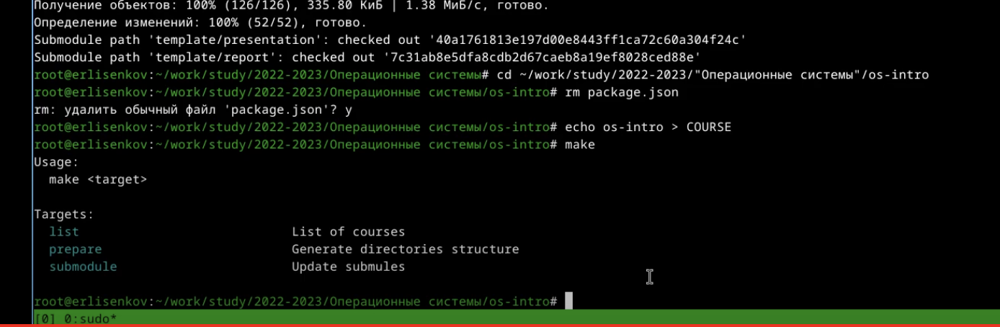 Получение объектов: 100% (126/126), 335.80 КиБ | 1.38 МиБ/с, готово.
Определение изменений: 100% (52/52), готово.
Submodule path 'template/presentation': checked out '40a1761813e197d00e8443ff1ca72c60a304f24c'
Submodule path 'template/report': checked out '7c31ab8e5dfa8cdb2d67caeb8a19ef8028ced88e'
root@erlisenkov:~/work/study/2022-2023/Операционные системы# cd ~/work/study/2022-2023/"Операционные системы"/os-intro
root@erlisenkov:~/work/study/2022-2023/Операционные системы/os-intro# rm package.json
rm: удалить обычный файл 'package.json'? y
root@erlisenkov:~/work/study/2022-2023/Операционные системы/os-intro# echo os-intro > COURSE
root@erlisenkov:~/work/study/2022-2023/Операционные системы/os-intro# make
Usage:
  make <target>

Targets:
  list                            List of courses
  prepare                         Generate directories structure
  submodule                       Update submules

root@erlisenkov:~/work/study/2022-2023/Операционные системы/os-intro#
[0] 0:sudo*